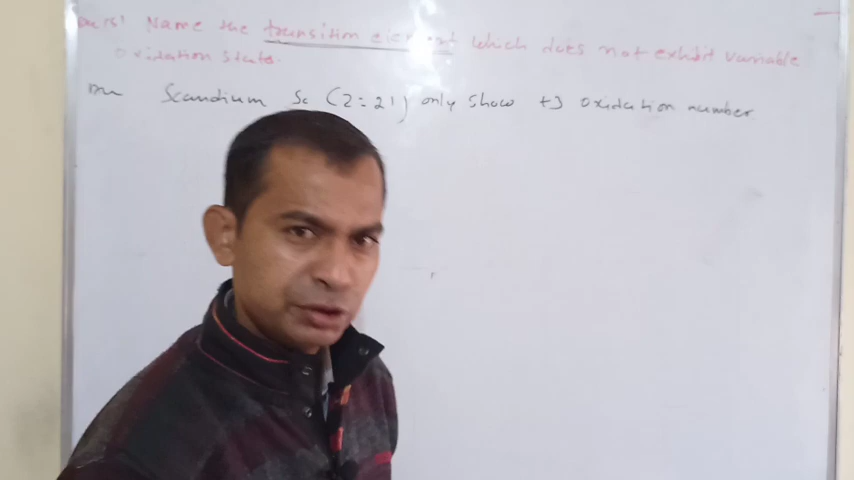 Name the transition element which does not exhibit variable
oxidation state.
Scandium Sc (Z=21) only show +3 oxidation number